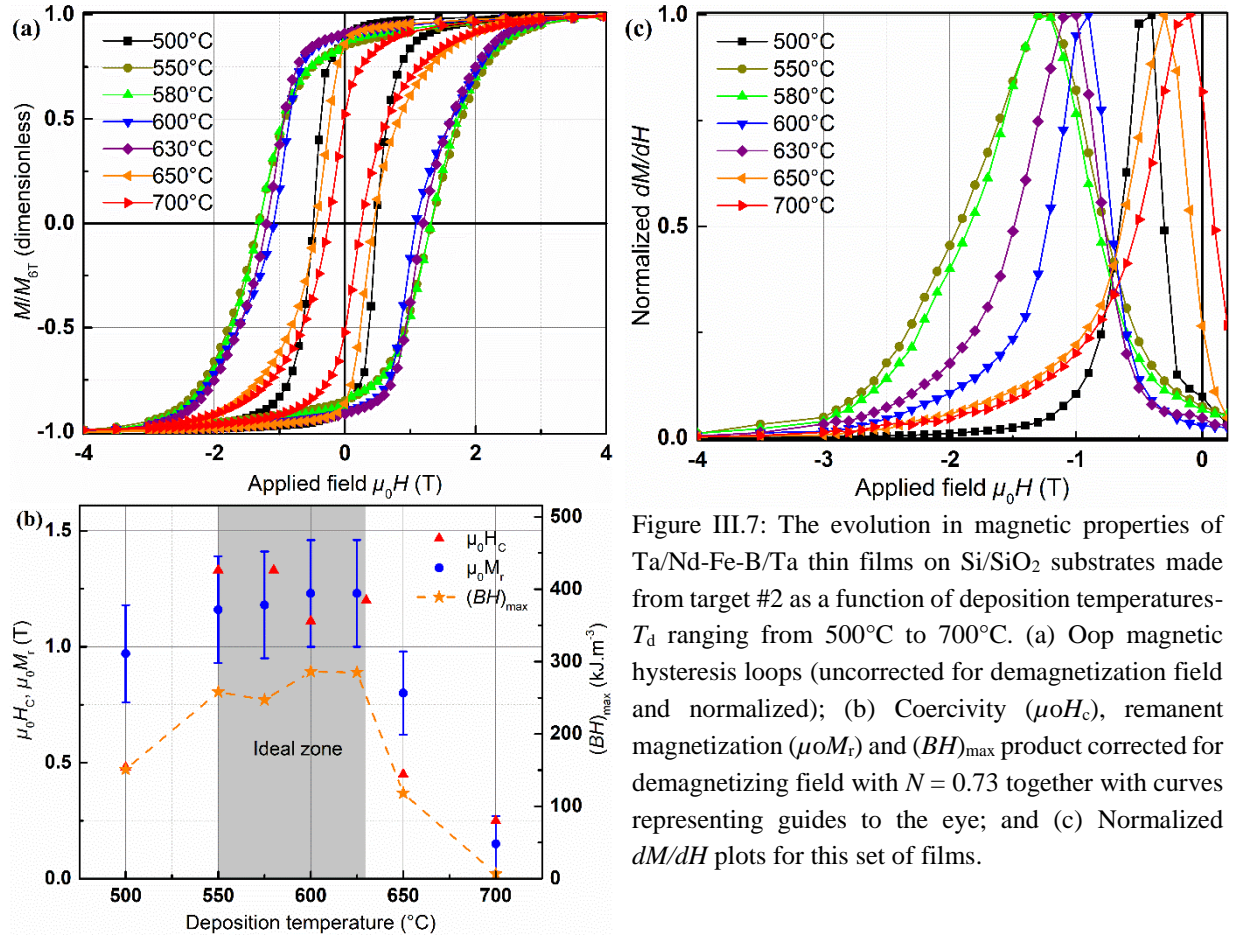 (a)
1.0
0.5
0.0
-0.5
-1.0
M/M6T (dimensionless)
500°C
550°C
580°C
600°C
630°C
650°C
700°C
-4 -2 0 2 4
Applied field μ0H (T)
(c)
1
0.5
0.0
Normalized dM/dH
500°C
550°C
580°C
600°C
630°C
650°C
700°C
-4 -3 -2 -1 0
Applied field μ0H (T)
(b)
1.5
1.0
0.5
0.0
μ0HC, μ0Mr (T)
μ0HC
μ0Mr
(BH)max
Ideal zone
500
400
300
200
100
0
(BH)max (kJ.m-3)
500 550 600 650 700
Deposition temperature (°C)
Figure III.7: The evolution in magnetic properties of
Ta/Nd-Fe-B/Ta thin films on Si/SiO2 substrates made
from target #2 as a function of deposition temperatures-
Td ranging from 500°C to 700°C. (a) Oop magnetic
hysteresis loops (uncorrected for demagnetization field
and normalized); (b) Coercivity (μoHc), remanent
magnetization (μoMr) and (BH)max product corrected for
demagnetizing field with N = 0.73 together with curves
representing guides to the eye; and (c) Normalized
dM/dH plots for this set of films.